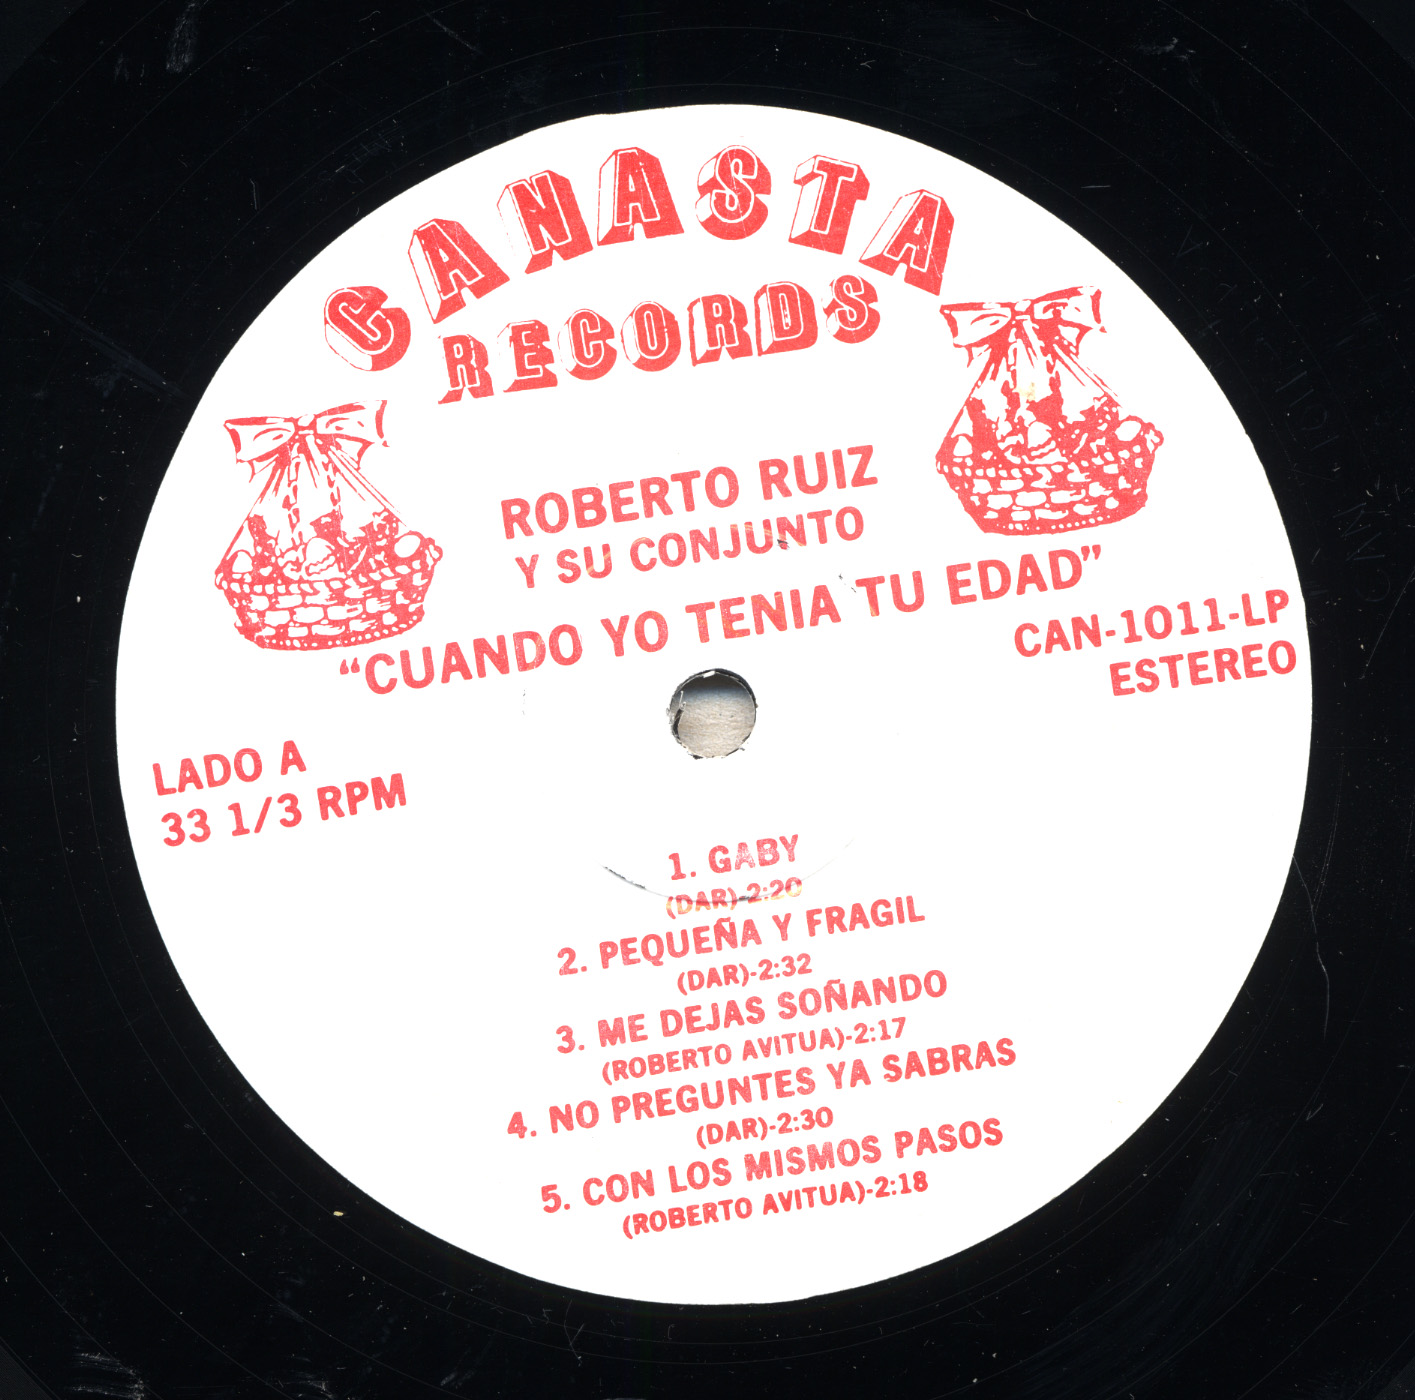 CANASTA
RECORDS
ROBERTO RUIZ
Y SU CONJUNTO
"CUANDO YO TENIA TU EDAD"
CAN-1011-LP
ESTEREO
LADO A
33 1/3 RPM
1. GABY
(DAR)-2:20
2. PEQUEÑA Y FRAGIL
(DAR)-2:32
3. ME DEJAS SOÑANDO
(ROBERTO AVITUA)-2:17
4. NO PREGUNTES YA SABRAS
(DAR)-2:30
5. CON LOS MISMOS PASOS
(ROBERTO AVITUA)-2:18